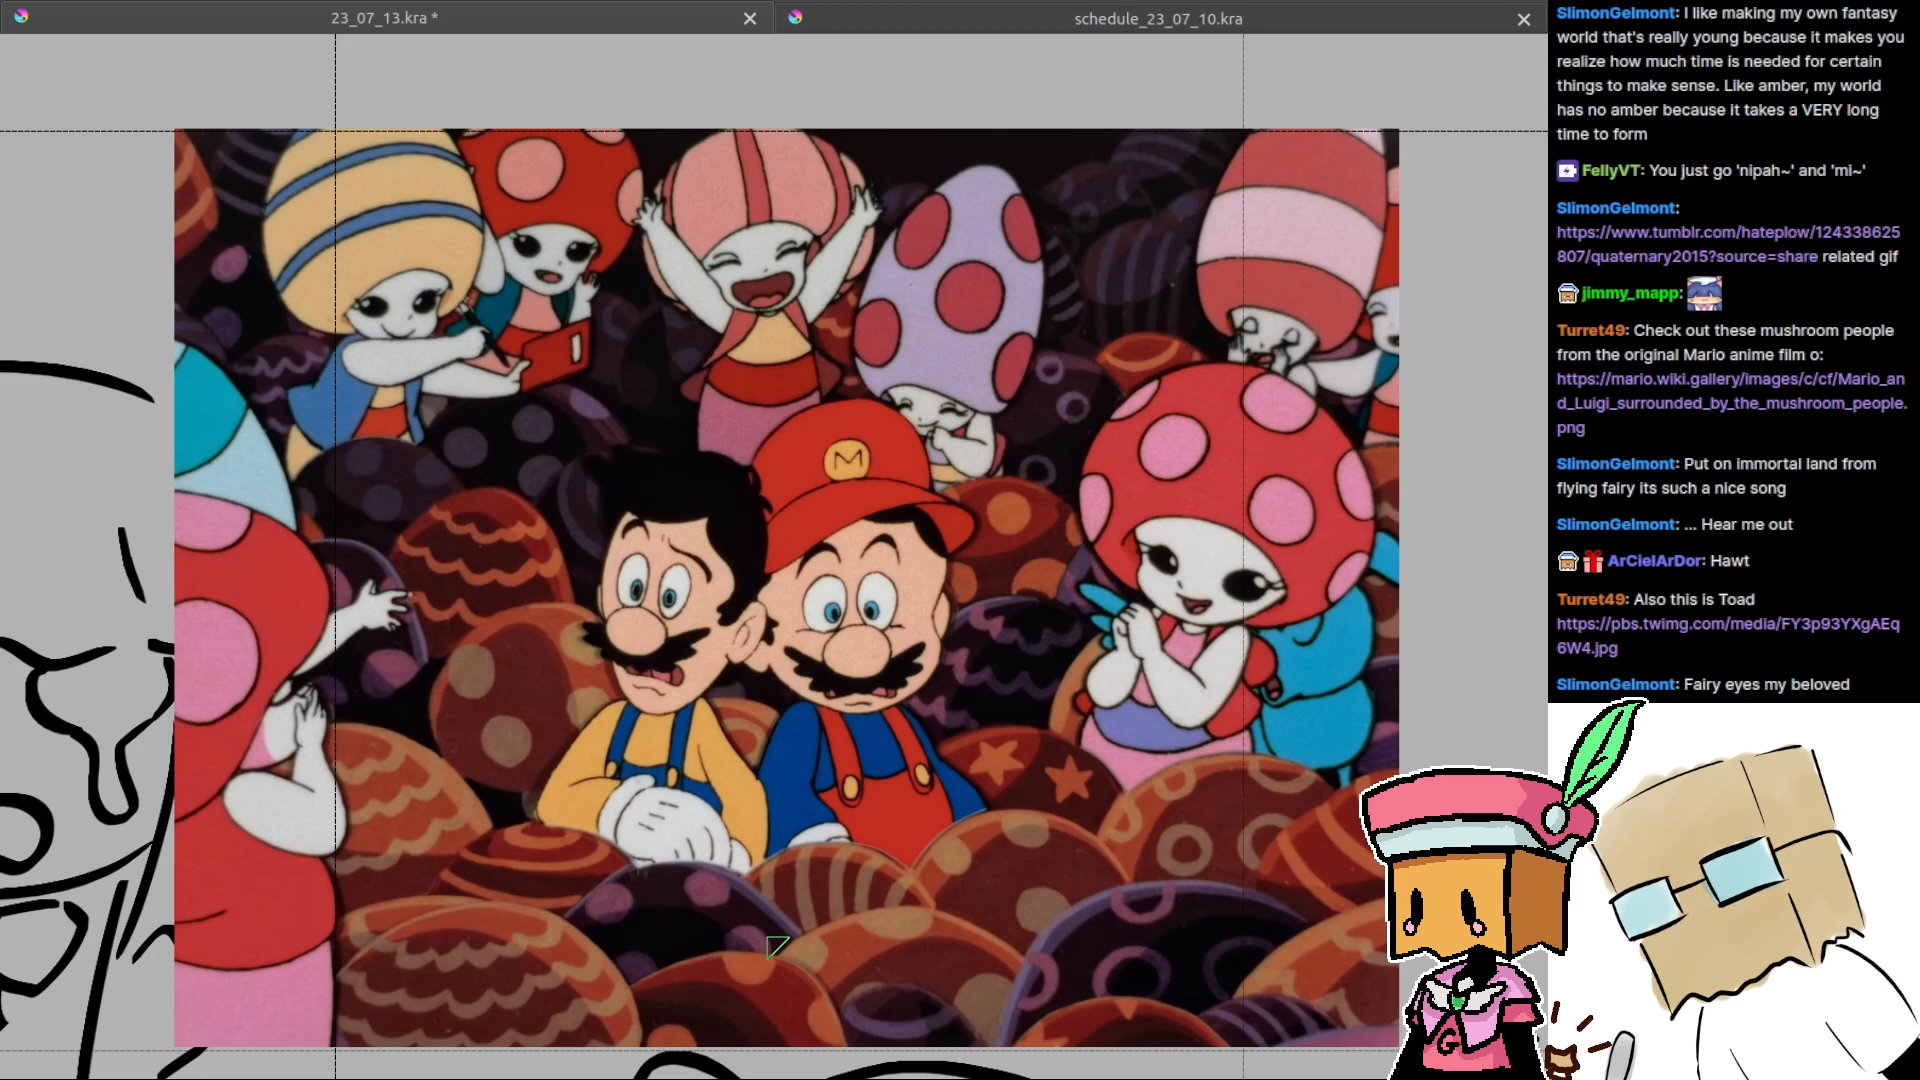 23_07_13.kra *
schedule_23_07_10.kra
SlimonGelmont: I like making my own fantasy
world that's really young because it makes you
realize how much time is needed for certain
things to make sense. Like amber, my world
has no amber because it takes a VERY long
time to form
FellyVT: You just go 'nipah~' and 'mi~'
SlimonGelmont:
https://www.tumblr.com/hateplow/124338625
807/quaternary2015?source=share related gif
jimmy_mapp:
Turret49: Check out these mushroom people
from the original Mario anime film o:
https://mario.wiki.gallery/images/c/cf/Mario_an
d_Luigi_surrounded_by_the_mushroom_people.
png
SlimonGelmont: Put on immortal land from
flying fairy its such a nice song
SlimonGelmont: ... Hear me out
ArCielArDor: Hawt
Turret49: Also this is Toad
https://pbs.twimg.com/media/FY3p93YXgAEq
6W4.jpg
SlimonGelmont: Fairy eyes my beloved
M
G